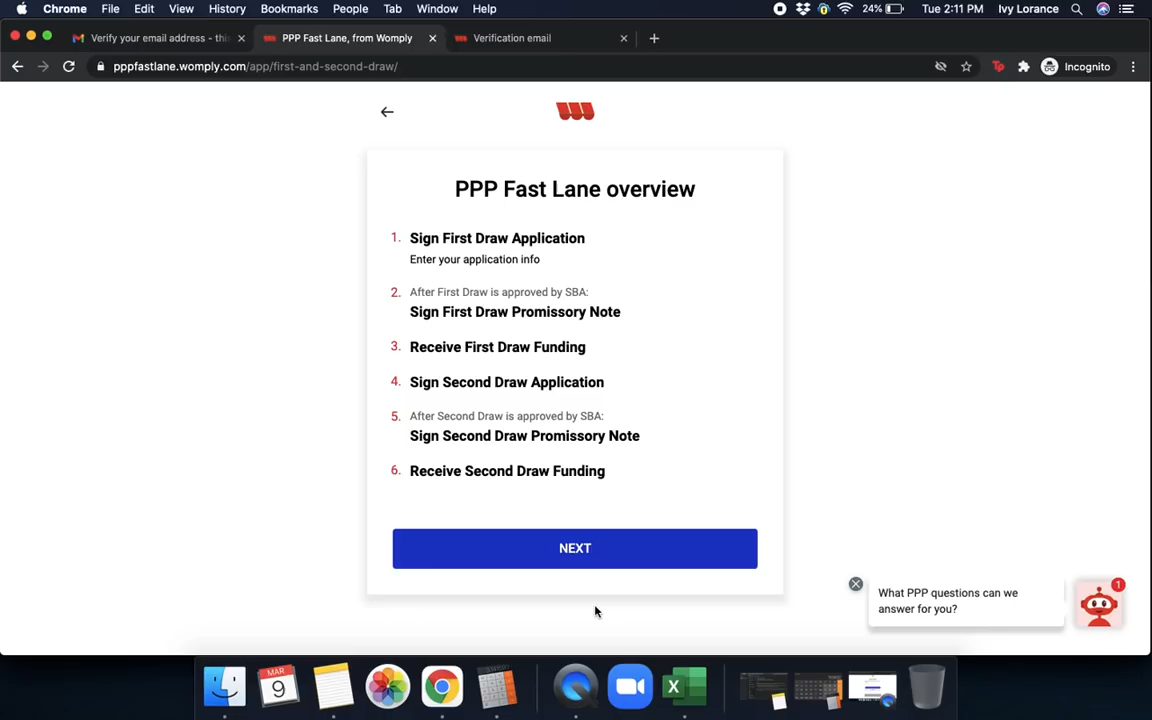 Chrome File Edit View History Bookmarks People Tab Window Help 24% Tue 2:11 PM Ivy Lorance
Verify your email address - this
PPP Fast Lane, from Womply
Verification email
pppfastlane.womply.com/app/first-and-second-draw/
Incognito
PPP Fast Lane overview
1. Sign First Draw Application
Enter your application info
2. After First Draw is approved by SBA:
Sign First Draw Promissory Note
3. Receive First Draw Funding
4. Sign Second Draw Application
5. After Second Draw is approved by SBA:
Sign Second Draw Promissory Note
6. Receive Second Draw Funding
NEXT
What PPP questions can we
answer for you?
1
MAR
9
X